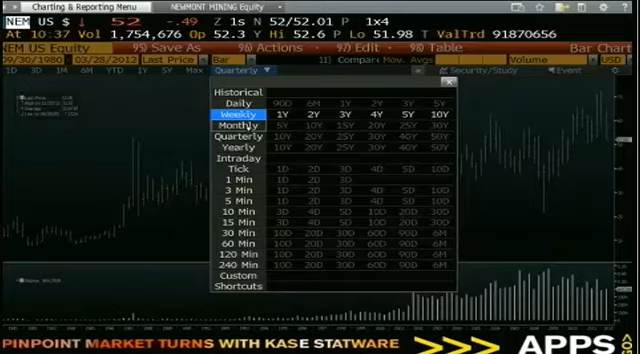 Charting & Reporting Menu NEWMONT MINING Equity
NEM US $ ↓ 52 -.49 Z 1s N 52/52.01 P 1x4
At 10:37 Vol 1,754,676 Op 52.3 Hi 52.6 Lo 51.98 ValTrd 91870656
NEM US Equity 95) Save As 96) Actions 97) Edit 98) Table Bar Chart
09/30/1980 - 03/28/2012 Last Price Bar 11) Compare Mov. Avgs Volume USD
1D 3D 1M 6M YTD 1Y 5Y Max Quarterly Security/Study Event
Historical
Daily 90D 6M 1Y 2Y 3Y 5Y
Weekly 1Y 2Y 3Y 4Y 5Y 10Y
Monthly 5Y 10Y 15Y 20Y 25Y 30Y
Quarterly 10Y 20Y 25Y 30Y 40Y 50Y
Yearly 10Y 20Y 25Y 30Y 40Y 50Y
Intraday
Tick 1D 2D 3D 4D 5D 10D
1 Min 1D 2D 3D
3 Min 1D 2D 3D 4D 5D 10D
5 Min 1D 2D 3D 4D 5D 10D
10 Min 3D 4D 5D 10D 20D 30D
15 Min 3D 4D 5D 10D 20D 30D
30 Min 10D 20D 30D 60D 90D 6M
60 Min 10D 20D 30D 60D 90D 6M
120 Min 10D 20D 30D 60D 90D 6M
240 Min 10D 20D 30D 60D 90D 6M
Custom
Shortcuts
PINPOINT MARKET TURNS WITH KASE STATWARE >>> APPS